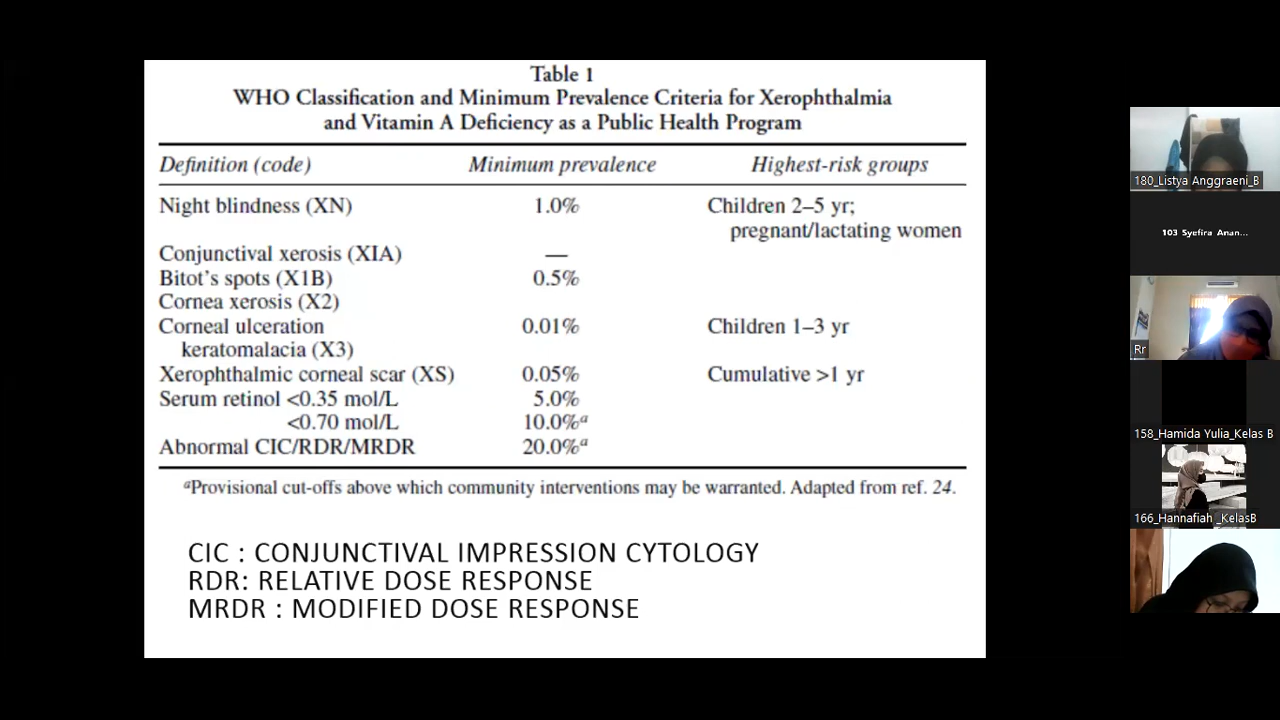 Table 1
WHO Classification and Minimum Prevalence Criteria for Xerophthalmia
and Vitamin A Deficiency as a Public Health Program
Definition (code) Minimum prevalence Highest-risk groups
Night blindness (XN) 1.0% Children 2–5 yr;
pregnant/lactating women
Conjunctival xerosis (XIA) —
Bitot's spots (X1B) 0.5%
Cornea xerosis (X2)
Corneal ulceration 0.01% Children 1–3 yr
keratomalacia (X3)
Xerophthalmic corneal scar (XS) 0.05% Cumulative >1 yr
Serum retinol <0.35 mol/L 5.0%
<0.70 mol/L 10.0%a
Abnormal CIC/RDR/MRDR 20.0%a
aProvisional cut-offs above which community interventions may be warranted. Adapted from ref. 24.
CIC : CONJUNCTIVAL IMPRESSION CYTOLOGY
RDR: RELATIVE DOSE RESPONSE
MRDR : MODIFIED DOSE RESPONSE
180_Listya Anggraeni_B
103 Syefira Anan...
Rr
158_Hamida Yulia_Kelas B
166_Hannafiah _KelasB